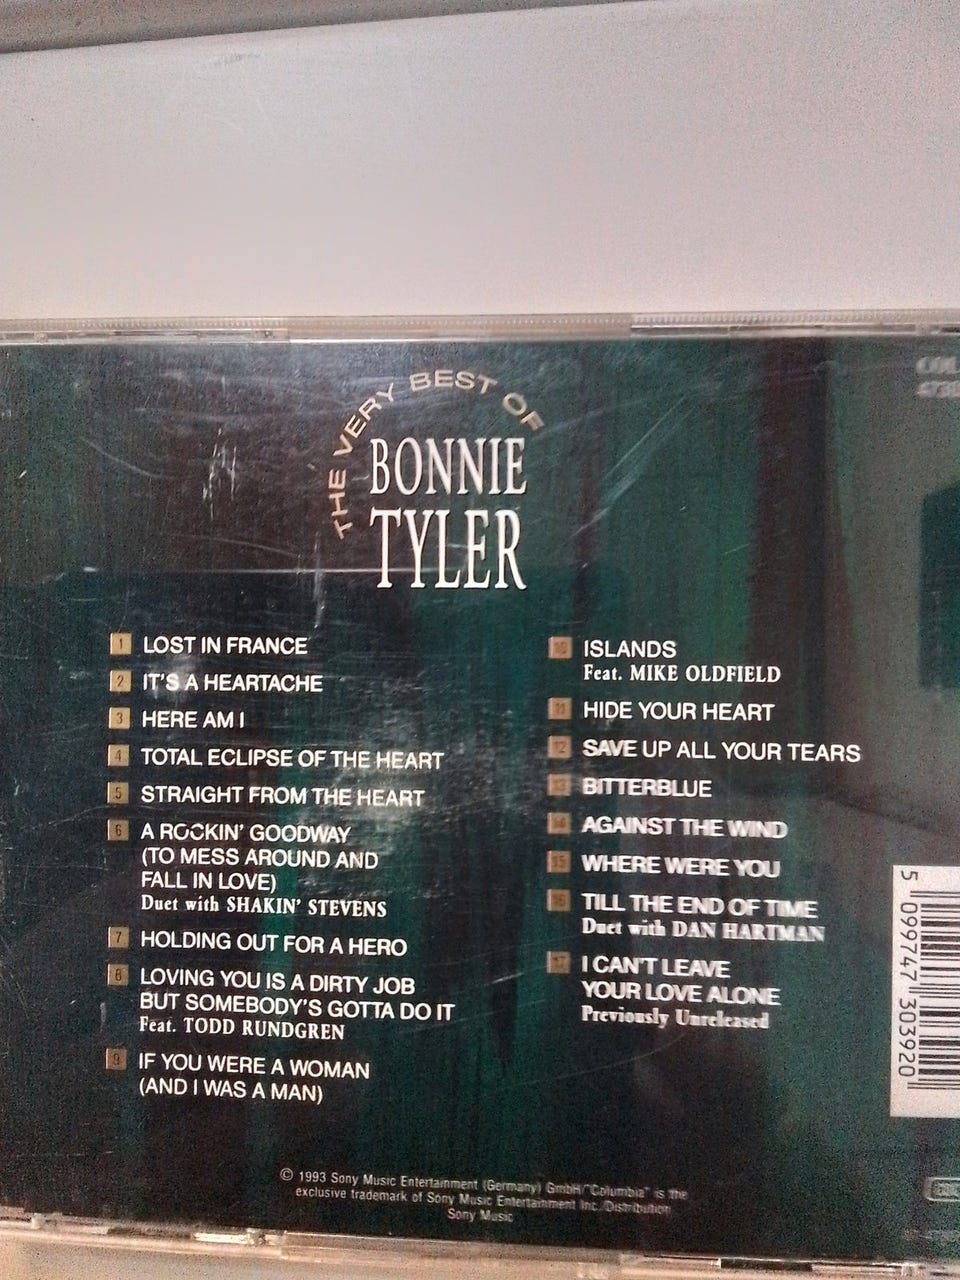 THE VERY BEST OF
BONNIE
TYLER
1 LOST IN FRANCE
2 IT'S A HEARTACHE
3 HERE AM I
4 TOTAL ECLIPSE OF THE HEART
5 STRAIGHT FROM THE HEART
6 A ROCKIN' GOODWAY
(TO MESS AROUND AND
FALL IN LOVE)
Duet with SHAKIN' STEVENS
7 HOLDING OUT FOR A HERO
8 LOVING YOU IS A DIRTY JOB
BUT SOMEBODY'S GOTTA DO IT
Feat. TODD RUNDGREN
9 IF YOU WERE A WOMAN
(AND I WAS A MAN)
10 ISLANDS
Feat. MIKE OLDFIELD
11 HIDE YOUR HEART
12 SAVE UP ALL YOUR TEARS
13 BITTERBLUE
14 AGAINST THE WIND
15 WHERE WERE YOU
16 TILL THE END OF TIME
Duet with DAN HARTMAN
17 I CAN'T LEAVE
YOUR LOVE ALONE
Previously Unreleased
5 099747 303920
© 1993 Sony Music Entertainment (Germany) GmbH/"Columbia" is the
exclusive trademark of Sony Music Entertainment Inc./Distribution
Sony Music